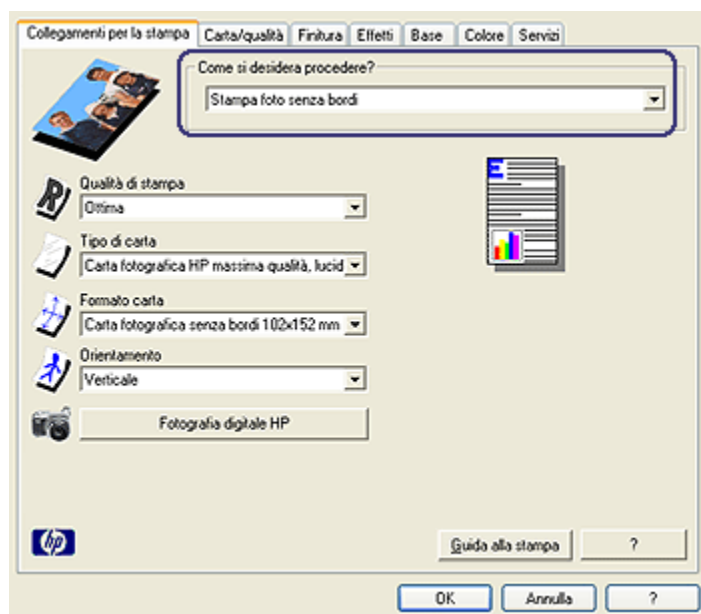 Collegamenti per la stampa Carta/qualità Finitura Effetti Base Colore Servizi
Come si desidera procedere?
Stampa foto senza bordi
Qualità di stampa
Ottima
Tipo di carta
Carta fotografica HP massima qualità, lucid
Formato carta
Carta fotografica senza bordi 102x152 mm
Orientamento
Verticale
Fotografia digitale HP
hp
Guida alla stampa ?
OK Annulla ?